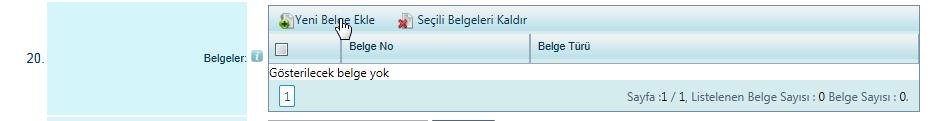 Yeni Belge Ekle Seçili Belgeleri Kaldır
20. Belgeler: Belge No Belge Türü
Gösterilecek belge yok
1 Sayfa :1 / 1, Listelenen Belge Sayısı : 0 Belge Sayısı : 0.